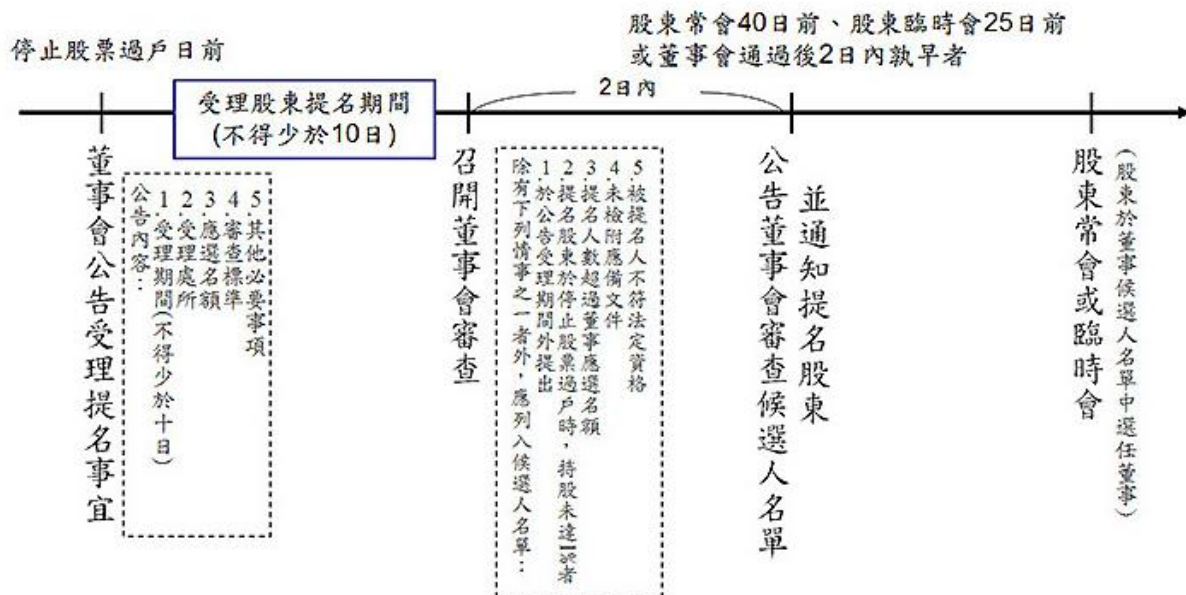 停止股票過戶日前
股東常會40日前、股東臨時會25日前
或董事會通過後2日內孰早者
受理股東提名期間
(不得少於10日)
2日內
董事會公告受理提名事宜
公告內容：
1.受理期間(不得少於十日)
2.受理處所
3.應選名額
4.審查標準
5.其他必要事項
召開董事會審查
除有下列情事之一者外，應列入候選人名單：
1.於公告受理期間外提出
2.提名股東於停止股票過戶時，持股未達1%者
3.提名人數超過董事應選名額
4.未檢附應備文件
5.被提名人不符法定資格
公告董事會審查候選人名單
並通知提名股東
股東常會或臨時會
(股東於董事候選人名單中選任董事)